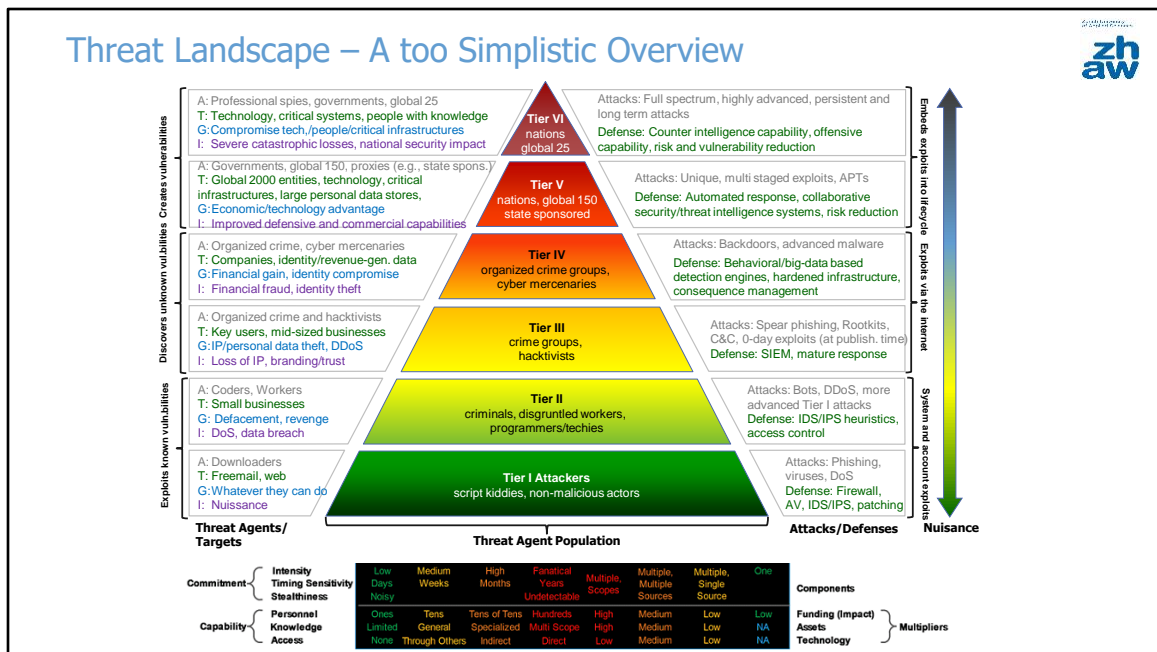 Threat Landscape – A too Simplistic Overview
zh
aw
A: Professional spies, governments, global 25
T: Technology, critical systems, people with knowledge
G:Compromise tech,/people/critical infrastructures
I: Severe catastrophic losses, national security impact
A: Governments, global 150, proxies (e.g., state spons.)
T: Global 2000 entities, technology, critical
infrastructures, large personal data stores,
G:Economic/technology advantage
I: Improved defensive and commercial capabilities
A: Organized crime, cyber mercenaries
T: Companies, identity/revenue-gen. data
G: Financial gain, identity compromise
I: Financial fraud, identity theft
A: Organized crime and hacktivists
T: Key users, mid-sized businesses
G: IP/personal data theft, DDoS
I: Loss of IP, branding/trust
A: Coders, Workers
T: Small businesses
G: Defacement, revenge
I: DoS, data breach
A: Downloaders
T: Freemail, web
G:Whatever they can do
I: Nuissance
Creates vulnerabilities
Discovers unknown vul.bilities
Exploits known vuln.bilities
Tier VI
nations
global 25
Tier V
nations, global 150
state sponsored
Tier IV
organized crime groups,
cyber mercenaries
Tier III
crime groups,
hacktivists
Tier II
criminals, disgruntled workers,
programmers/techies
Tier I Attackers
script kiddies, non-malicious actors
Attacks: Full spectrum, highly advanced, persistent and
long term attacks
Defense: Counter intelligence capability, offensive
capability, risk and vulnerability reduction
Attacks: Unique, multi staged exploits, APTs
Defense: Automated response, collaborative
security/threat intelligence systems, risk reduction
Attacks: Backdoors, advanced malware
Defense: Behavioral/big-data based
detection engines, hardened infrastructure,
consequence management
Attacks: Spear phishing, Rootkits,
C&C, 0-day exploits (at publish. time)
Defense: SIEM, mature response
Attacks: Bots, DDoS, more
advanced Tier I attacks
Defense: IDS/IPS heuristics,
access control
Attacks: Phishing,
viruses, DoS
Defense: Firewall,
AV, IDS/IPS, patching
Embeds exploits into lifecycle
Exploits via the internet
System and account exploits
Threat Agents/
Targets
Threat Agent Population
Attacks/Defenses
Nuisance
Commitment
Intensity Low Medium High Fanatical Multiple, Scopes Multiple, Multiple Sources Multiple, Single Source One
Timing Sensitivity Days Weeks Months Years Components
Stealthiness Noisy Undetectable
Capability
Personnel Ones Tens Tens of Tens Hundreds High Medium Low Low Funding (Impact)
Knowledge Limited General Specialized Multi Scope High Medium Low NA Assets Multipliers
Access None Through Others Indirect Direct Low Medium Low NA Technology